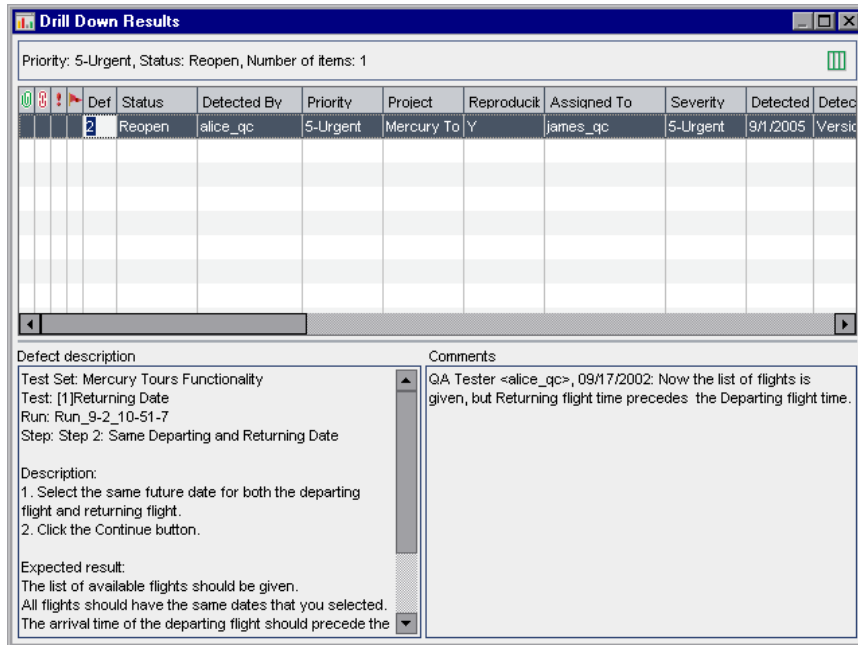 Drill Down Results
Priority: 5-Urgent, Status: Reopen, Number of items: 1
Def Status Detected By Priority Project Reproducib Assigned To Severity Detected Detec
2 Reopen alice_qc 5-Urgent Mercury To Y james_qc 5-Urgent 9/1/2005 Versio
Defect description
Test Set: Mercury Tours Functionality
Test: [1]Returning Date
Run: Run_9-2_10-51-7
Step: Step 2: Same Departing and Returning Date
Description:
1. Select the same future date for both the departing
flight and returning flight.
2. Click the Continue button.
Expected result:
The list of available flights should be given.
All flights should have the same dates that you selected.
The arrival time of the departing flight should precede the
Comments
QA Tester <alice_qc>, 09/17/2002: Now the list of flights is
given, but Returning flight time precedes the Departing flight time.